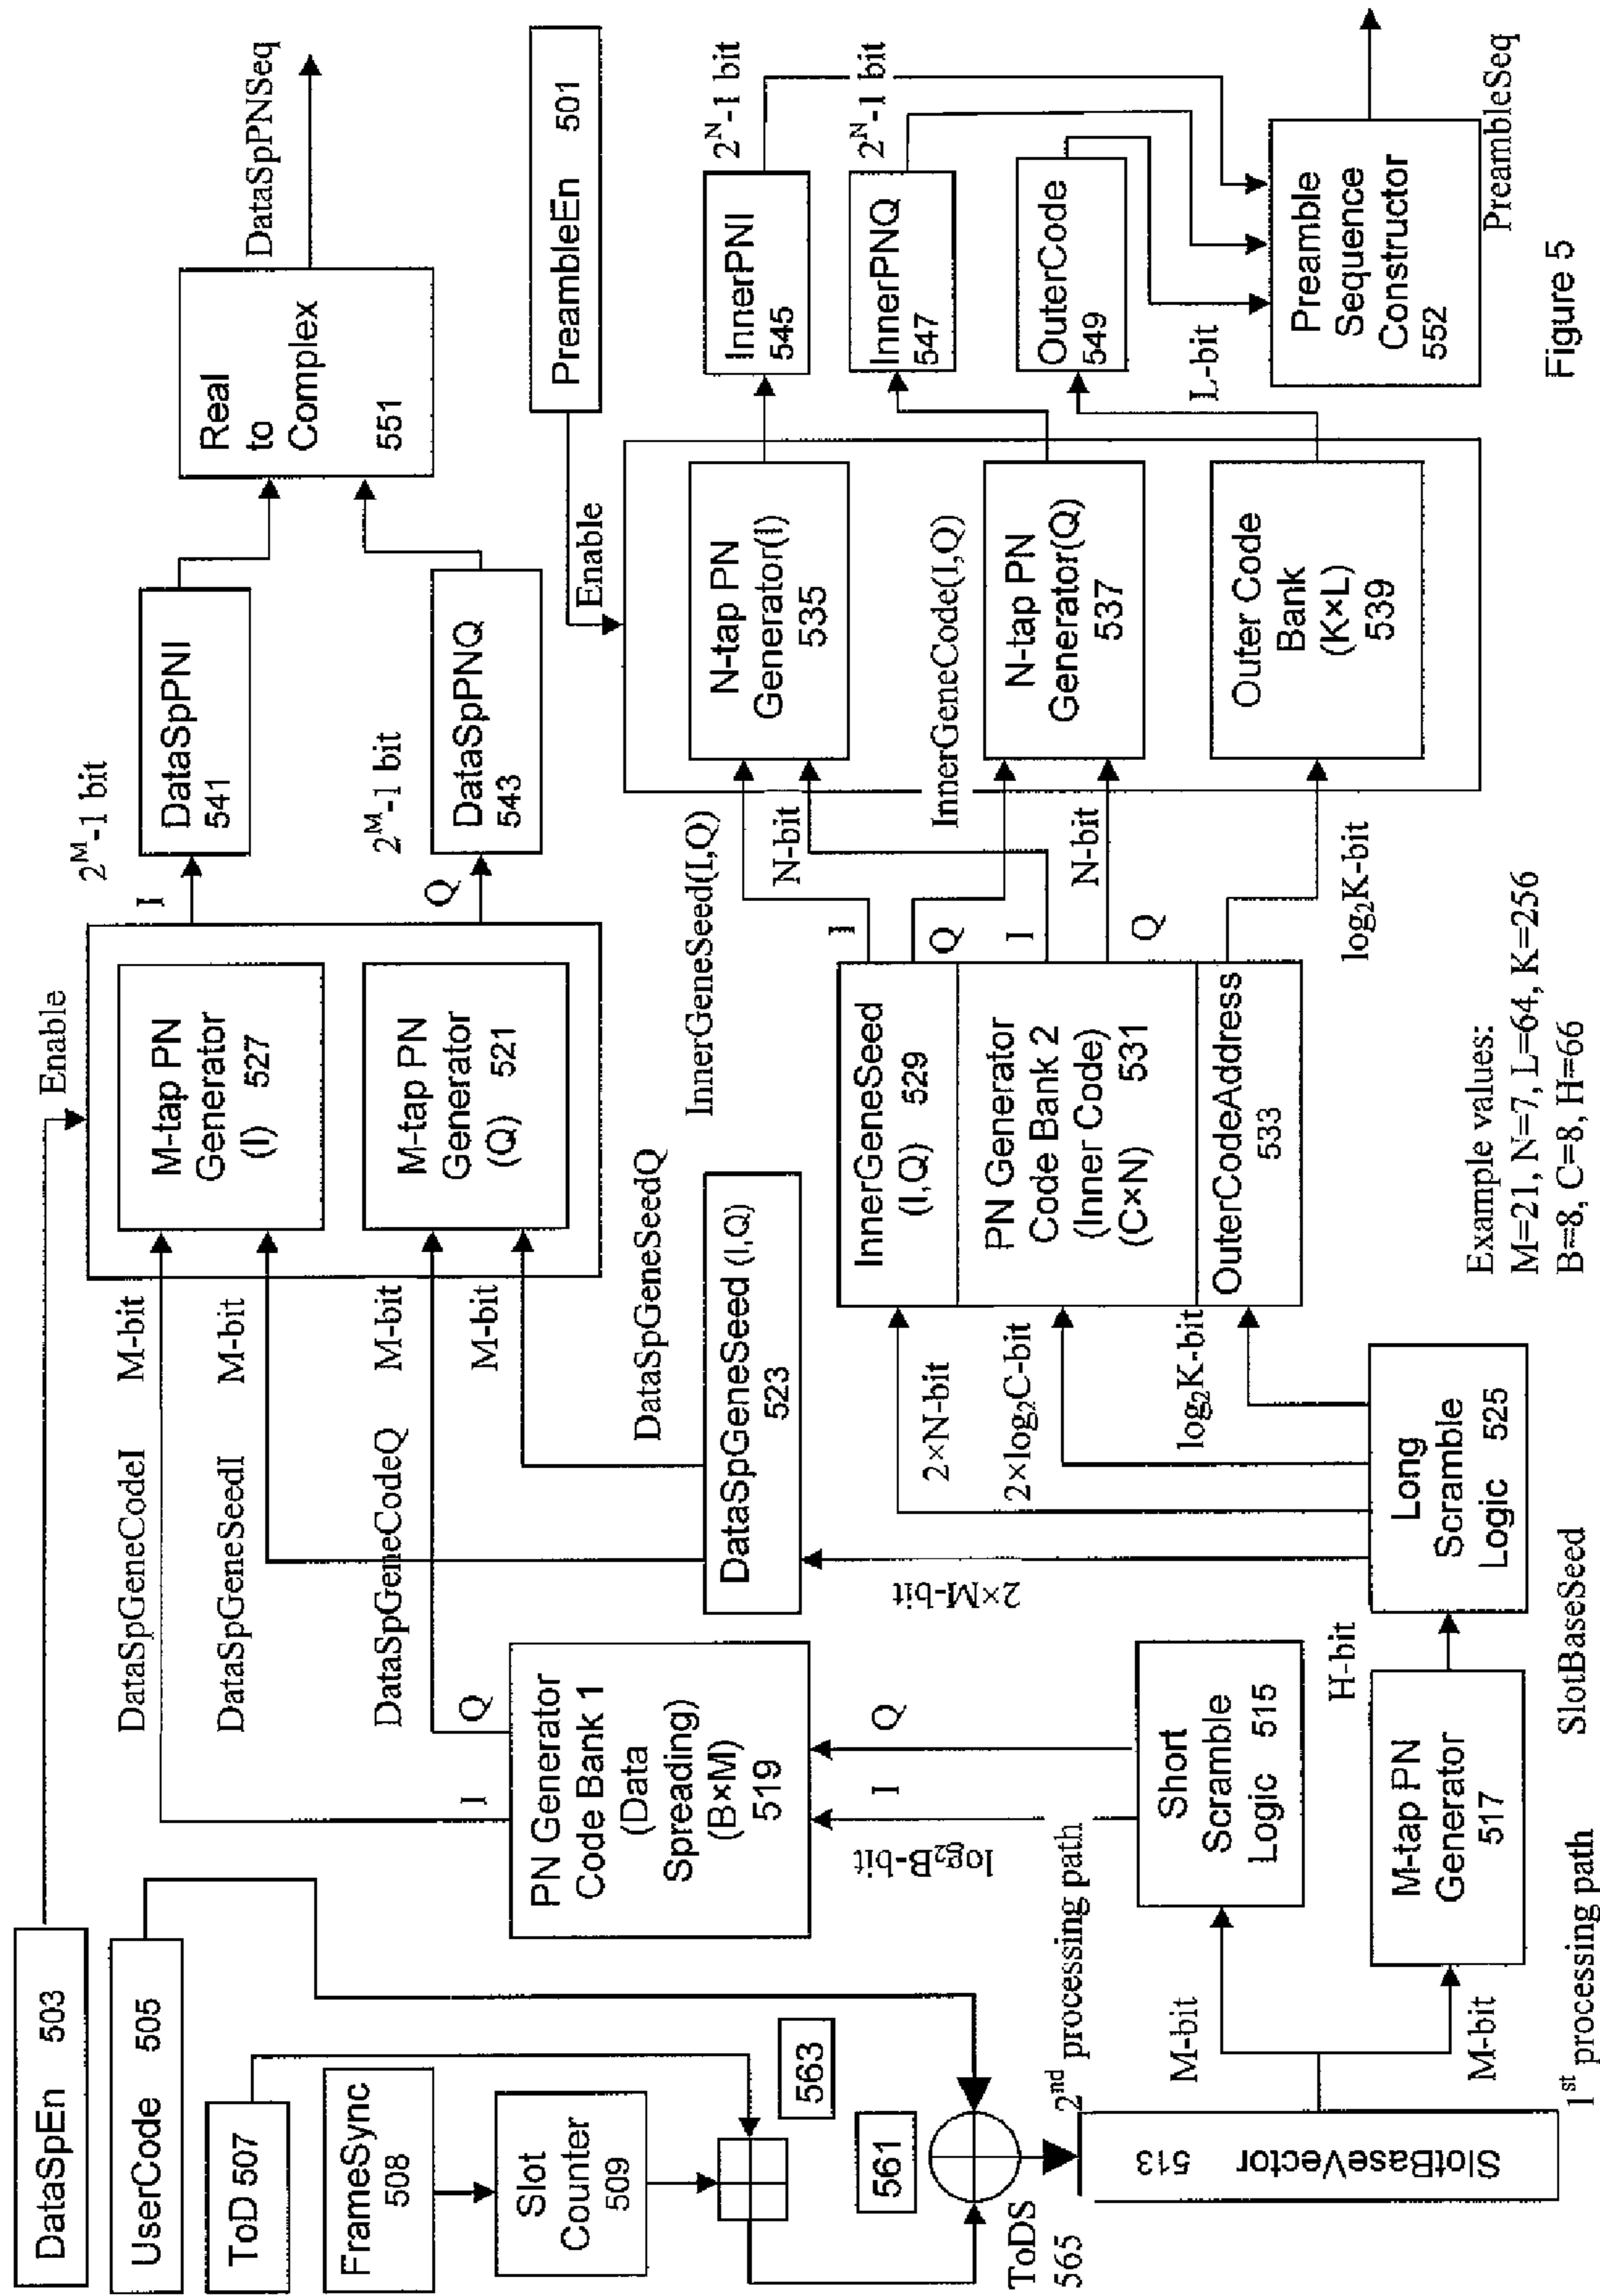 DataSpEn 503
UserCode 505
ToD 507
FrameSync
508
Slot
Counter
509
563
561
ToDS
565
SlotBaseVector 513
2nd processing path
1st processing path
M-bit
M-bit
Short
Scramble
Logic 515
M-tap PN
Generator
517
log2B-bit
I
Q
H-bit
SlotBaseSeed
PN Generator
Code Bank 1
(Data
Spreading)
(B×M)
519
I
Q
DataSpGeneCodeI
DataSpGeneSeedI
DataSpGeneCodeQ
DataSpGeneSeedQ
M-bit
M-bit
M-bit
M-bit
Long
Scramble
Logic 525
2×M-bit
2×N-bit
2×log2C-bit
log2K-bit
DataSpGeneSeed (I,Q)
523
Enable
M-tap PN
Generator
(I) 527
M-tap PN
Generator
(Q) 521
I
Q
2M-1 bit
2M-1 bit
DataSpPNI
541
DataSpPNQ
543
Real
to
Complex
551
DataSpPNSeq
InnerGeneSeed
(I,Q) 529
PN Generator
Code Bank 2
(Inner Code)
(C×N) 531
OuterCodeAddress
533
I
Q
I
Q
InnerGeneSeed(I,Q)
N-bit
InnerGeneCode(I,Q)
N-bit
log2K-bit
PreambleEn 501
Enable
N-tap PN
Generator(I)
535
N-tap PN
Generator(Q)
537
Outer Code
Bank
(K×L)
539
InnerPNI
545
InnerPNQ
547
OuterCode
549
2N-1 bit
2N-1 bit
L-bit
Preamble
Sequence
Constructor
552
PreambleSeq
Example values:
M=21, N=7, L=64, K=256
B=8, C=8, H=66
Figure 5